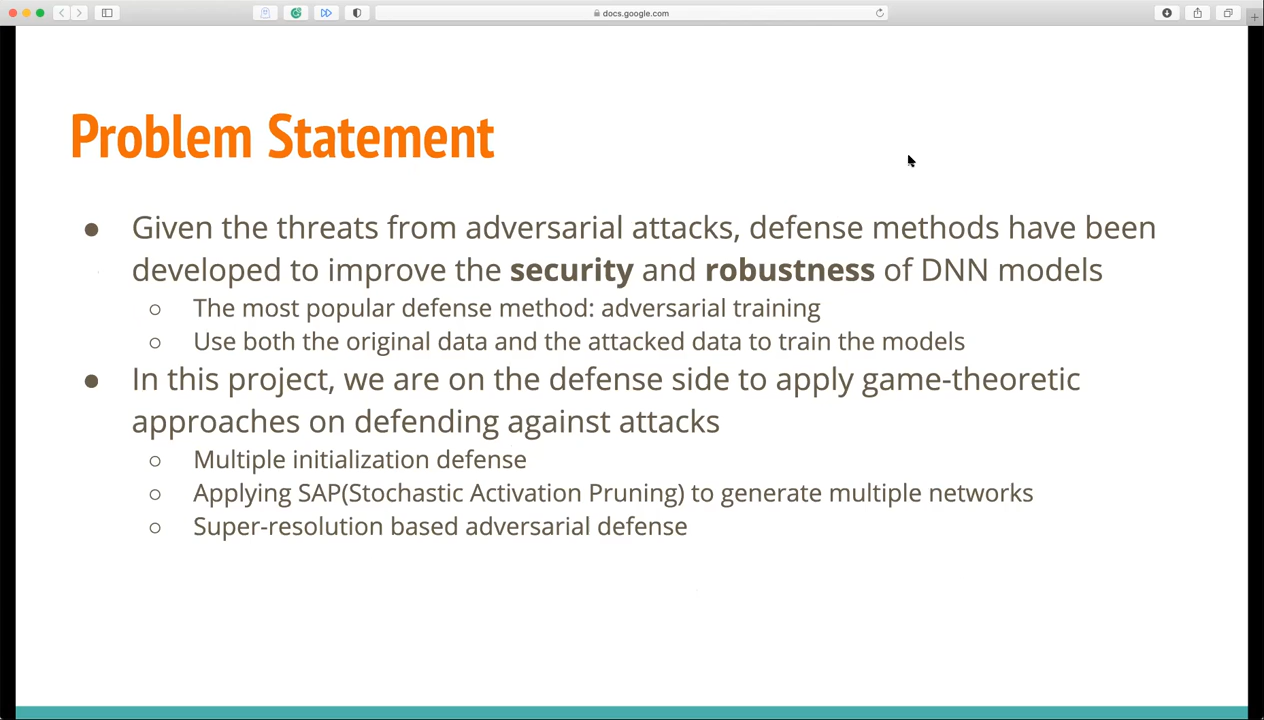 docs.google.com
Problem Statement
● Given the threats from adversarial attacks, defense methods have been
developed to improve the security and robustness of DNN models
○ The most popular defense method: adversarial training
○ Use both the original data and the attacked data to train the models
● In this project, we are on the defense side to apply game-theoretic
approaches on defending against attacks
○ Multiple initialization defense
○ Applying SAP(Stochastic Activation Pruning) to generate multiple networks
○ Super-resolution based adversarial defense